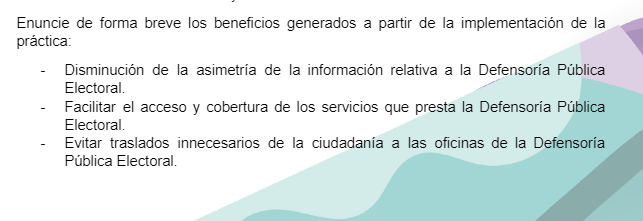 Enuncie de forma breve los beneficios generados a partir de la implementación de la
práctica:
- Disminución de la asimetría de la información relativa a la Defensoría Pública
Electoral.
- Facilitar el acceso y cobertura de los servicios que presta la Defensoría Pública
Electoral.
- Evitar traslados innecesarios de la ciudadanía a las oficinas de la Defensoría
Pública Electoral.